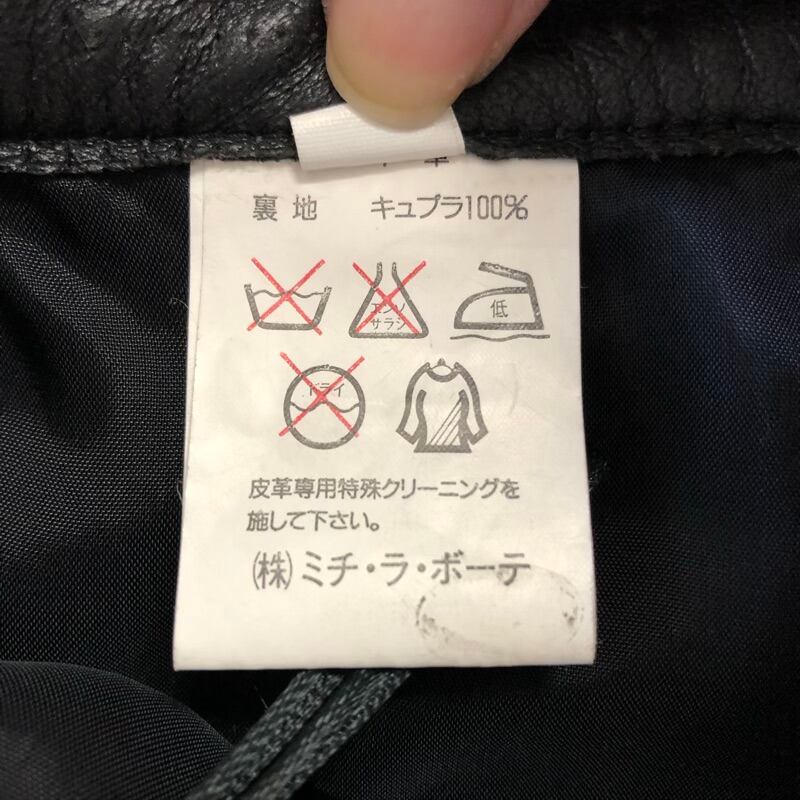 革
裏地 キュプラ100%
エンソ
サラシ
低
ドライ
皮革専用特殊クリーニングを
施して下さい。
(株)ミチ・ラ・ボーテ